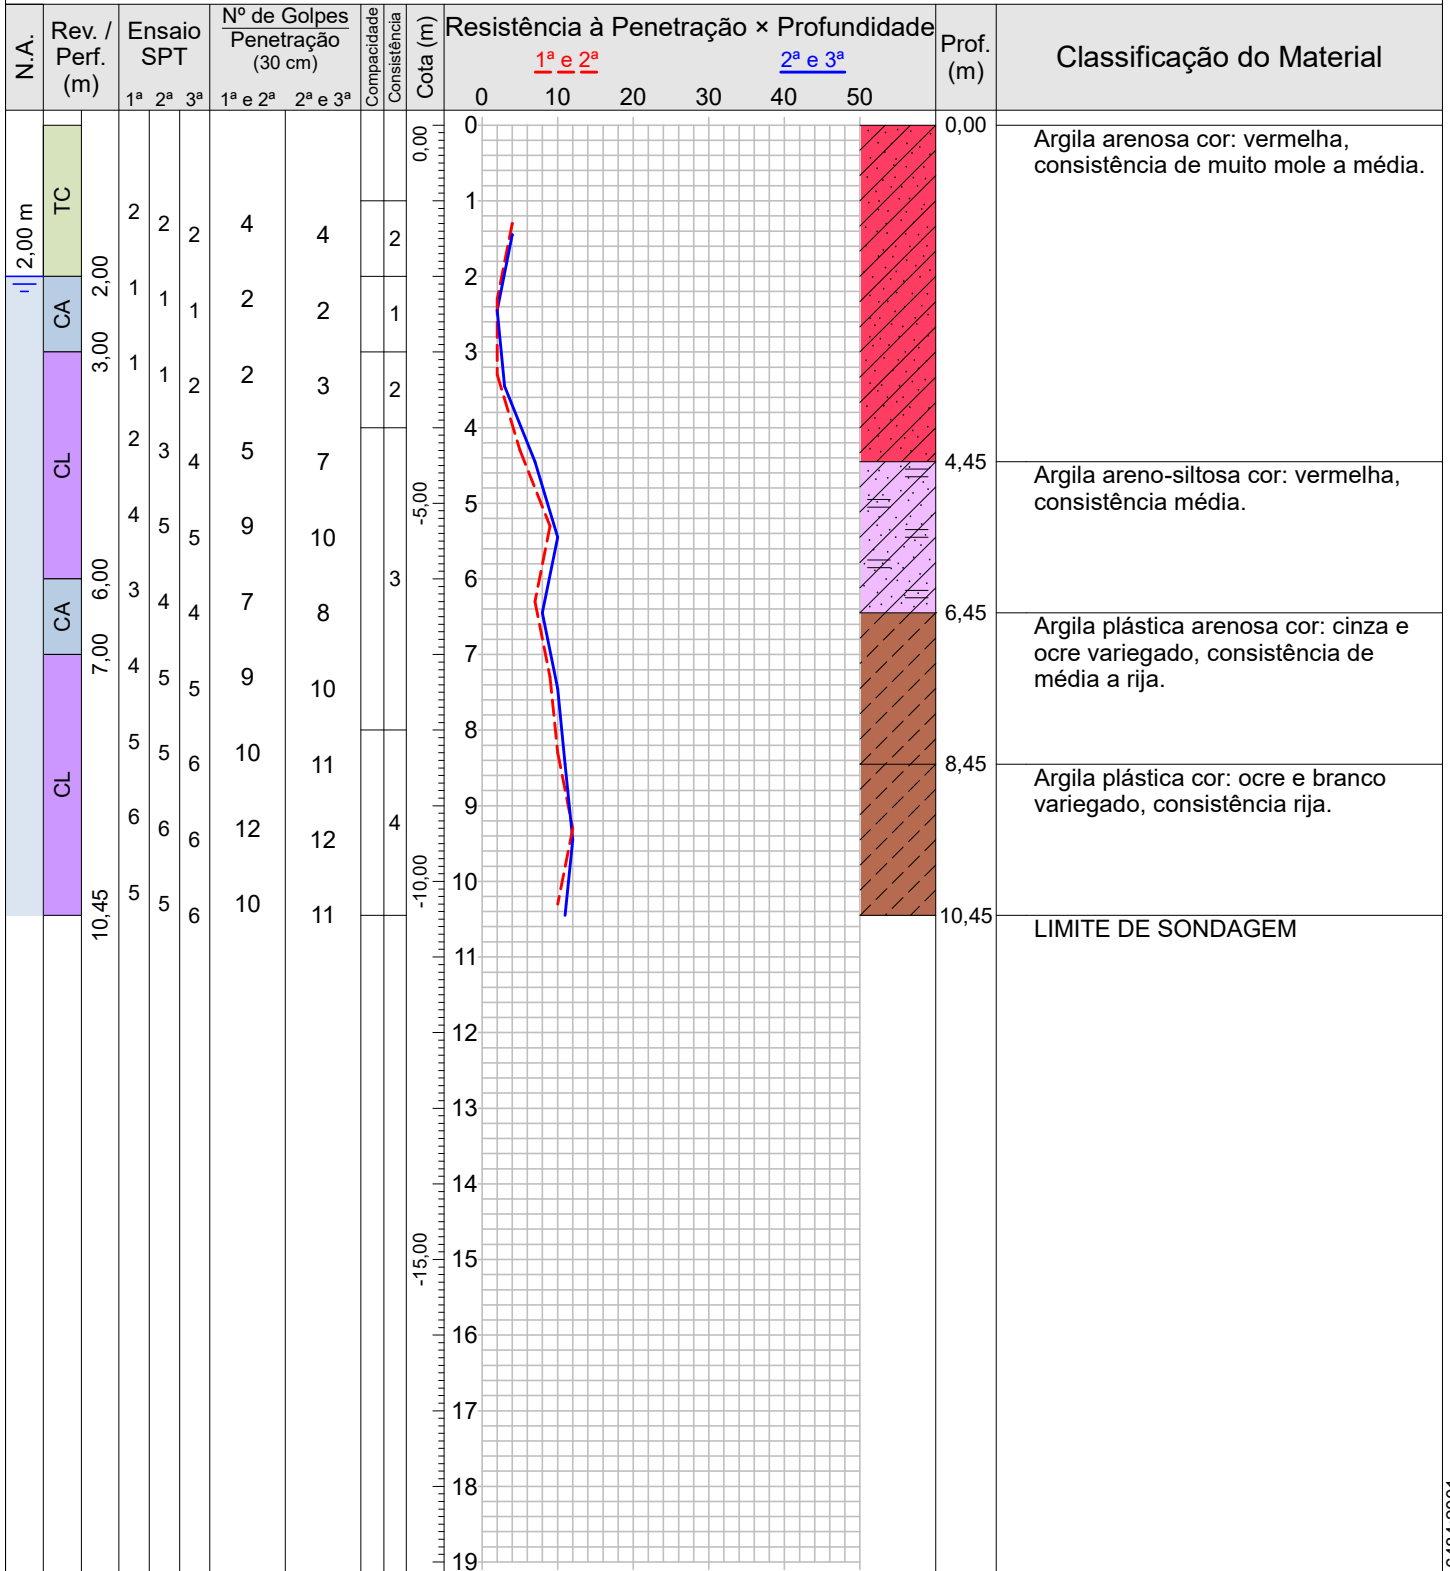 N.A.
Rev. /
Perf.
(m)
Ensaio
SPT
1ª 2ª 3ª
Nº de Golpes
Penetração
(30 cm)
1ª e 2ª 2ª e 3ª
Compacidade
Consistência
Cota (m)
Resistência à Penetração × Profundidade
1ª e 2ª 2ª e 3ª
0 10 20 30 40 50
Prof.
(m)
Classificação do Material
2,00 m
TC
2,00
CA
3,00
CL
6,00
CA
7,00
CL
10,45
2 2 2 4 4
1 1 1 2 2
1 1 2 2 3
2 3 4 5 7
4 5 5 9 10
3 4 4 7 8
4 5 5 9 10
5 5 6 10 11
6 6 6 12 12
5 5 6 10 11
2
1
2
3
4
0,00
-5,00
-10,00
-15,00
0
1
2
3
4
5
6
7
8
9
10
11
12
13
14
15
16
17
18
19
0,00
Argila arenosa cor: vermelha,
consistência de muito mole a média.
4,45
Argila areno-siltosa cor: vermelha,
consistência média.
6,45
Argila plástica arenosa cor: cinza e
ocre variegado, consistência de
média a rija.
8,45
Argila plástica cor: ocre e branco
variegado, consistência rija.
10,45
LIMITE DE SONDAGEM